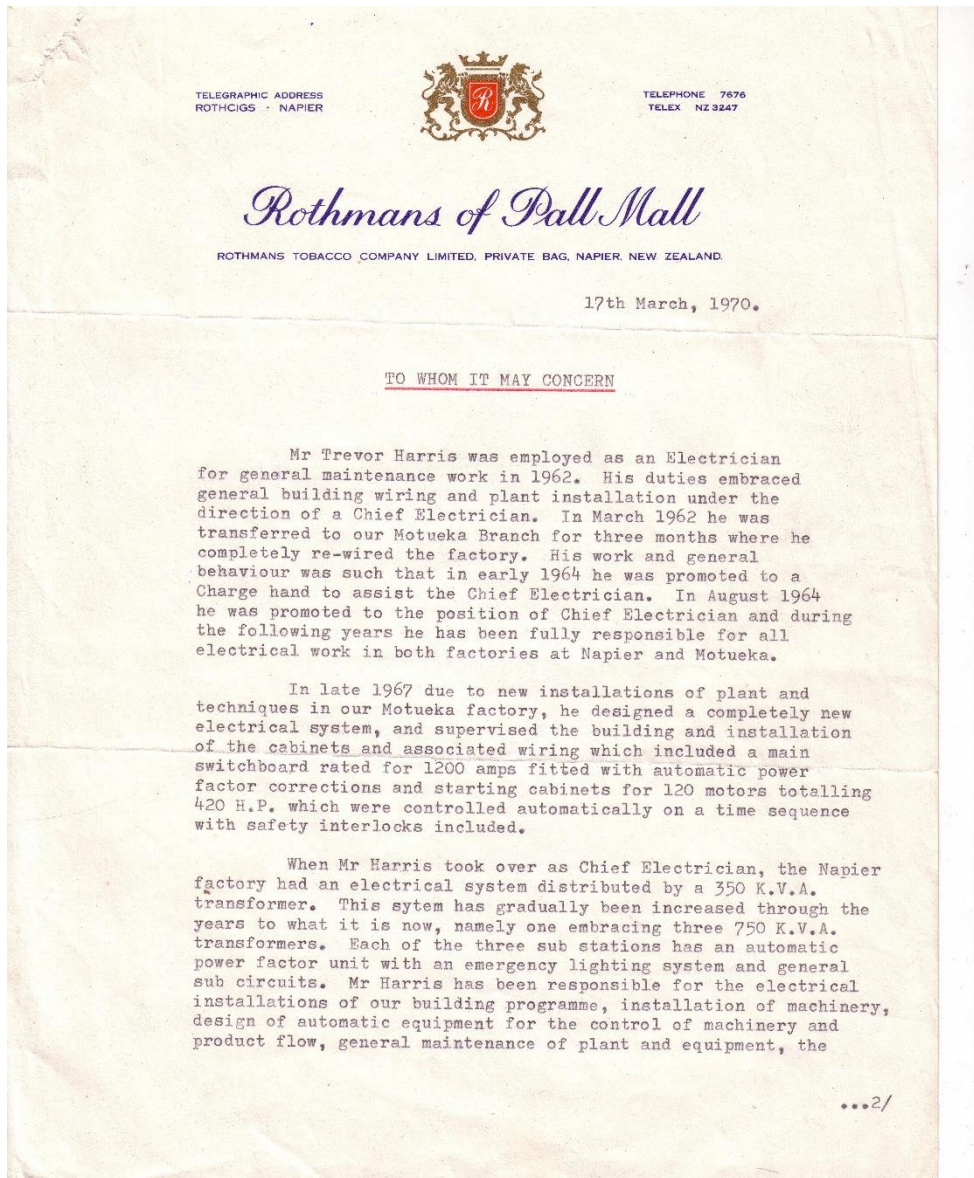 TELEGRAPHIC ADDRESS
ROTHCIGS · NAPIER
R
TELEPHONE 7676
TELEX NZ 3247
Rothmans of Pall Mall
ROTHMANS TOBACCO COMPANY LIMITED, PRIVATE BAG, NAPIER, NEW ZEALAND.
17th March, 1970.
TO WHOM IT MAY CONCERN
Mr Trevor Harris was employed as an Electrician
for general maintenance work in 1962. His duties embraced
general building wiring and plant installation under the
direction of a Chief Electrician. In March 1962 he was
transferred to our Motueka Branch for three months where he
completely re-wired the factory. His work and general
behaviour was such that in early 1964 he was promoted to a
Charge hand to assist the Chief Electrician. In August 1964
he was promoted to the position of Chief Electrician and during
the following years he has been fully responsible for all
electrical work in both factories at Napier and Motueka.
In late 1967 due to new installations of plant and
techniques in our Motueka factory, he designed a completely new
electrical system, and supervised the building and installation
of the cabinets and associated wiring which included a main
switchboard rated for 1200 amps fitted with automatic power
factor corrections and starting cabinets for 120 motors totalling
420 H.P. which were controlled automatically on a time sequence
with safety interlocks included.
When Mr Harris took over as Chief Electrician, the Napier
factory had an electrical system distributed by a 350 K.V.A.
transformer. This sytem has gradually been increased through the
years to what it is now, namely one embracing three 750 K.V.A.
transformers. Each of the three sub stations has an automatic
power factor unit with an emergency lighting system and general
sub circuits. Mr Harris has been responsible for the electrical
installations of our building programme, installation of machinery,
design of automatic equipment for the control of machinery and
product flow, general maintenance of plant and equipment, the
...2/